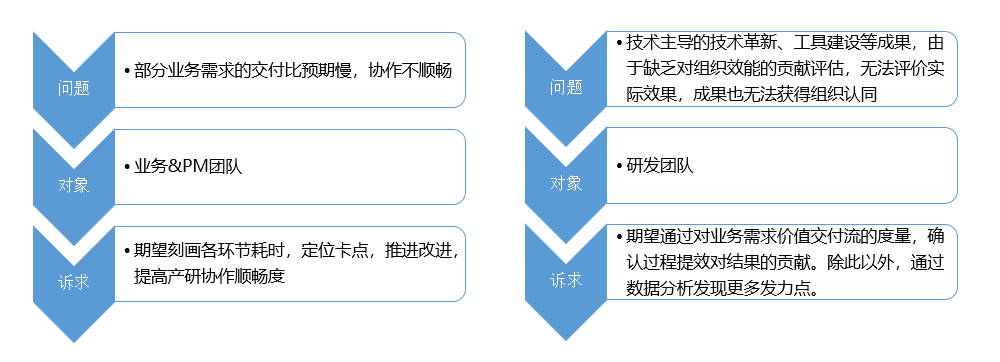 问题
• 部分业务需求的交付比预期慢，协作不顺畅
对象
• 业务&PM团队
诉求
• 期望刻画各环节耗时，定位卡点，推进改进，
提高产研协作顺畅度
问题
• 技术主导的技术革新、工具建设等成果，由
于缺乏对组织效能的贡献评估，无法评价实
际效果，成果也无法获得组织认同
对象
• 研发团队
诉求
• 期望通过对业务需求价值交付流的度量，确
认过程提效对结果的贡献。除此以外，通过
数据分析发现更多发力点。